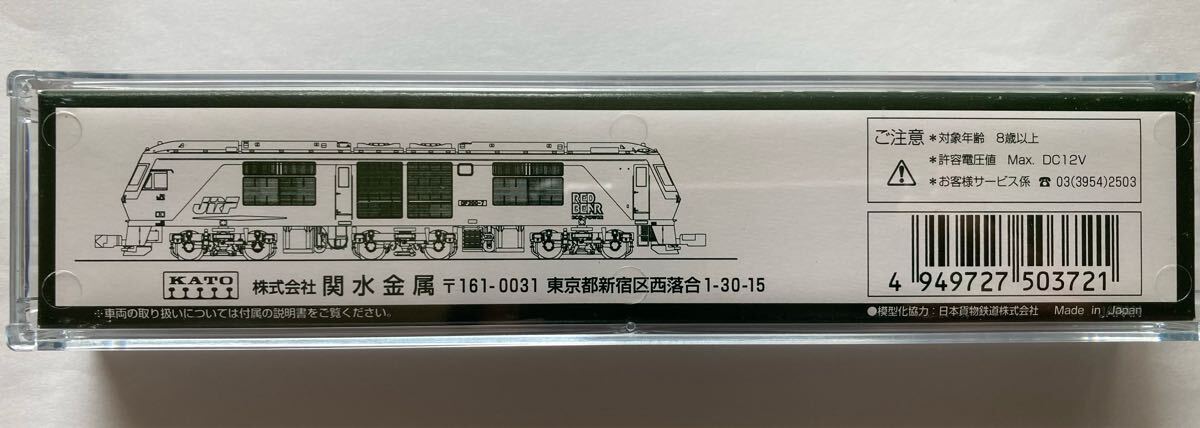 JRF
DF200-7
RED
BEAR
ECO-POWER
KATO
株式会社 関水金属 〒161-0031 東京都新宿区西落合1-30-15
※車両の取り扱いについては付属の説明書をご覧ください。
ご注意 *対象年齢 8歳以上
*許容電圧値 Max. DC12V
*お客様サービス係 ☎ 03(3954)2503
4 949727 503721
●模型化協力:日本貨物鉄道株式会社 Made in Japan